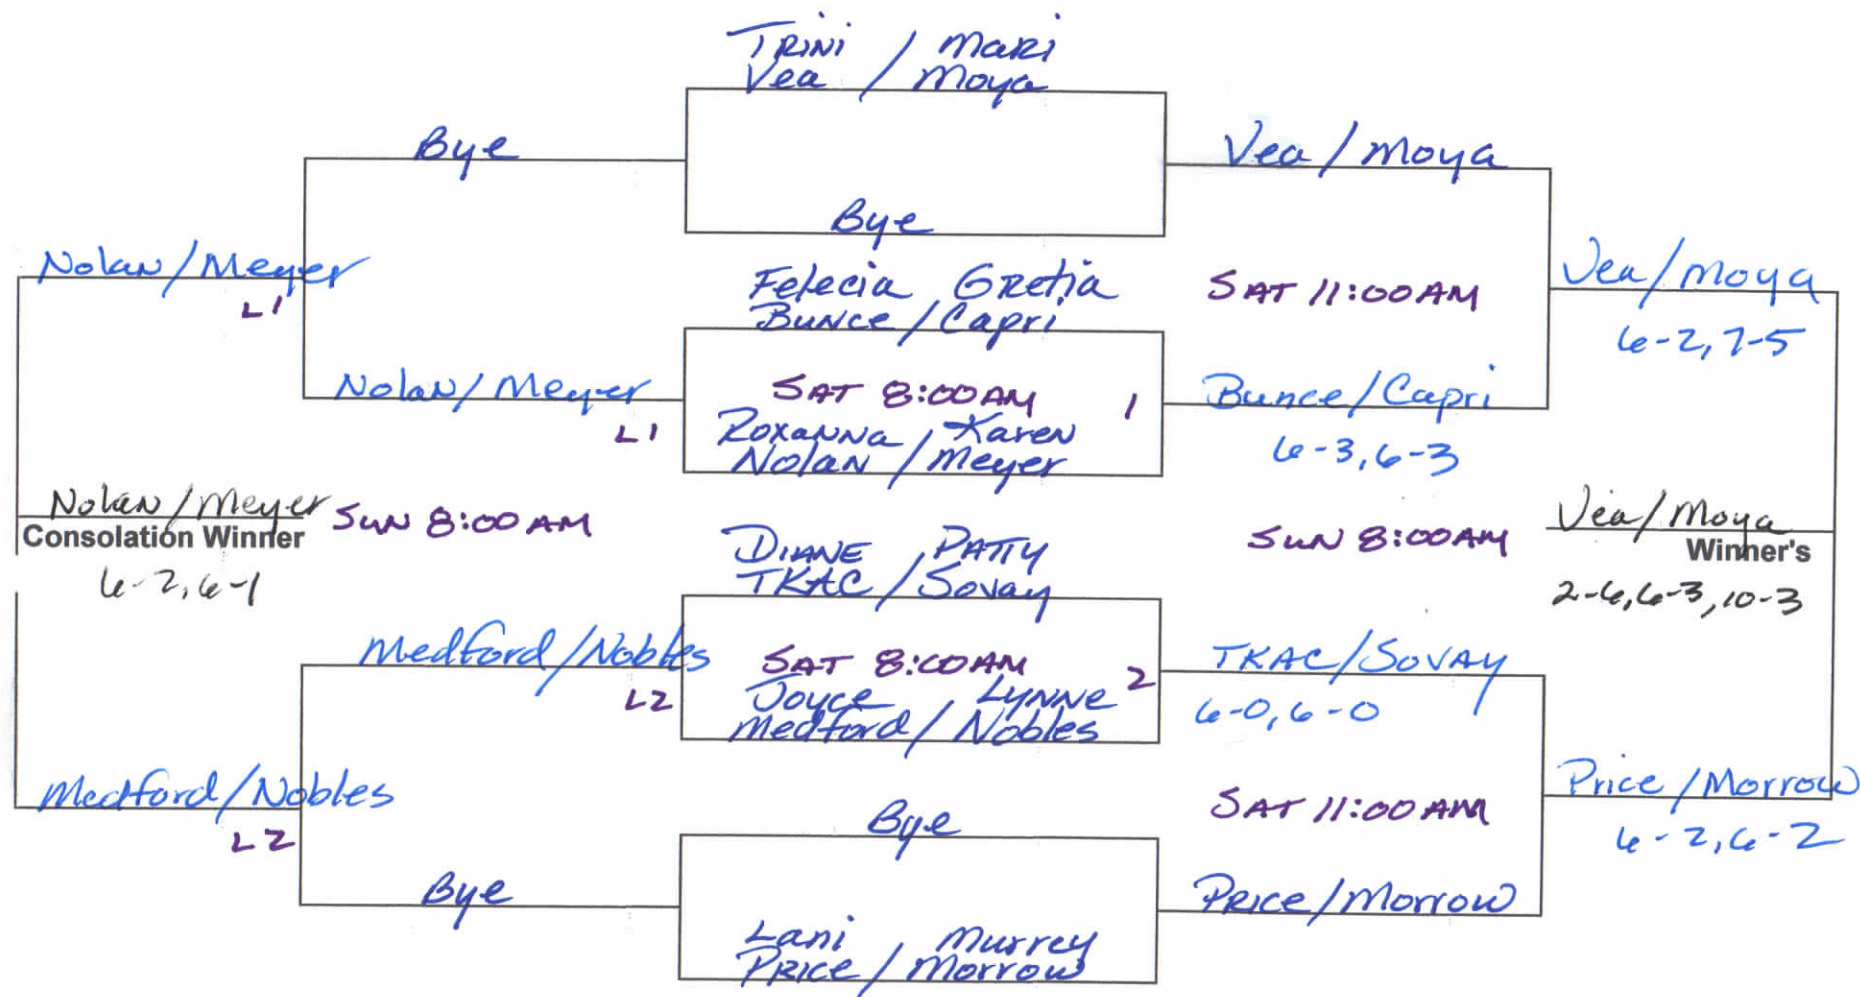 Trini / Mari
Vea / Moya
Bye
Vea / Moya
Bye
Nolan/Meyer
L1
Felecia Gretia
Bunce / Capri
SAT 11:00AM
Vea/Moya
6-2, 7-5
Nolan/Meyer
L1
SAT 8:00AM 1
Roxanna Karen
Nolan / Meyer
Bunce/Capri
6-3, 6-3
Nolan/Meyer
Consolation Winner
6-2, 6-1
SUN 8:00AM
SUN 8:00AM
Vea/Moya
Winner's
2-6, 6-3, 10-3
Diane Patty
TKAC / Sovay
Medford/Nobles
L2
SAT 8:00AM 2
Joyce Lynne
Medford/Nobles
TKAC/Sovay
6-0, 6-0
Medford/Nobles
L2
Bye
SAT 11:00AM
Price/Morrow
6-2, 6-2
Bye
Price/Morrow
Lani Murrey
Price / Morrow